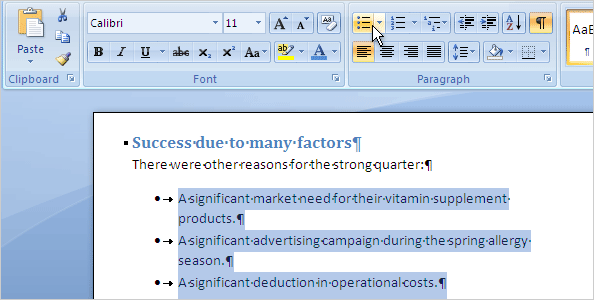 Calibri 11 A A
Paste B I U abe x₂ x² Aa ab A A Z
AaB
Clipboard Font Paragraph
Success due to many factors¶
There were other reasons for the strong quarter:¶
• A significant market need for their vitamin supplement
products.¶
• A significant advertising campaign during the spring allergy
season.¶
• A significant deduction in operational costs.¶